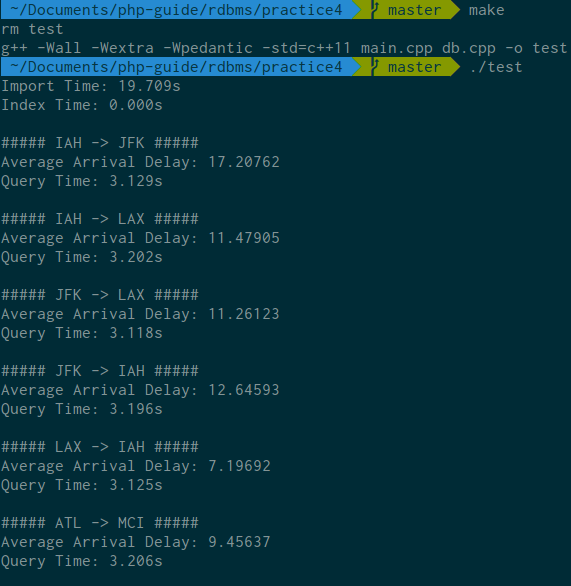 ~/Documents/php-guide/rdbms/practice4 master make
rm test
g++ -Wall -Wextra -Wpedantic -std=c++11 main.cpp db.cpp -o test
~/Documents/php-guide/rdbms/practice4 master ./test
Import Time: 19.709s
Index Time: 0.000s
##### IAH -> JFK #####
Average Arrival Delay: 17.20762
Query Time: 3.129s
##### IAH -> LAX #####
Average Arrival Delay: 11.47905
Query Time: 3.202s
##### JFK -> LAX #####
Average Arrival Delay: 11.26123
Query Time: 3.118s
##### JFK -> IAH #####
Average Arrival Delay: 12.64593
Query Time: 3.196s
##### LAX -> IAH #####
Average Arrival Delay: 7.19692
Query Time: 3.125s
##### ATL -> MCI #####
Average Arrival Delay: 9.45637
Query Time: 3.206s